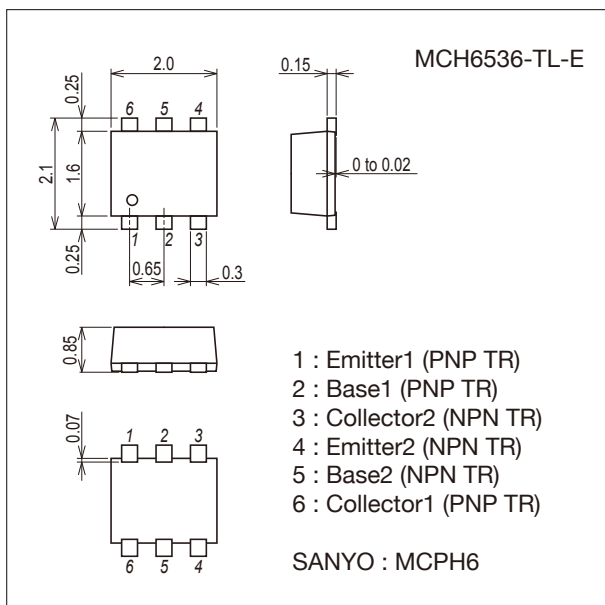 MCH6536-TL-E
2.0
0.25
6 5 4
2.1
1.6
0.25
1 2 3
0.65
0.3
0.15
0 to 0.02
0.85
0.07
1 2 3
6 5 4
1 : Emitter1 (PNP TR)
2 : Base1 (PNP TR)
3 : Collector2 (NPN TR)
4 : Emitter2 (NPN TR)
5 : Base2 (NPN TR)
6 : Collector1 (PNP TR)
SANYO : MCPH6